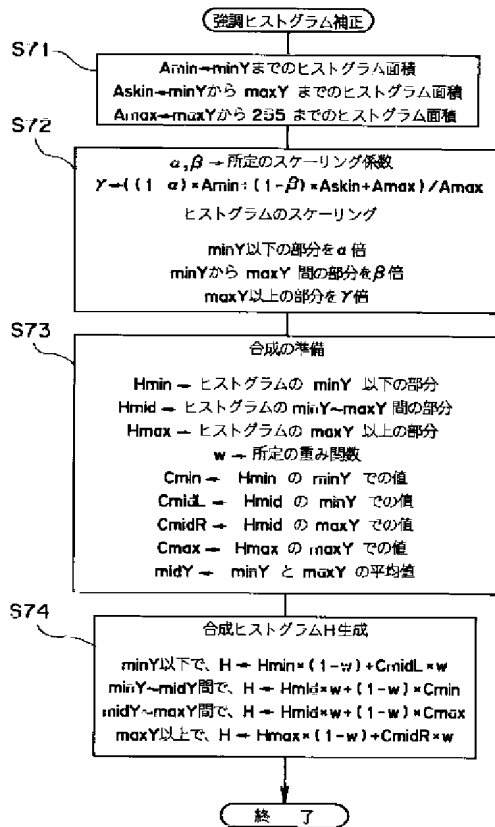 強調ヒストグラム補正
S71
Amin←minYまでのヒストグラム面積
Askin←minYから maxY までのヒストグラム面積
Amax←maxYから 255 までのヒストグラム面積
S72
α,β←所定のスケーリング係数
γ←((1-α)*Amin+(1-β)*Askin+Amax)/Amax
ヒストグラムのスケーリング
minY以下の部分をα倍
minYから maxY 間の部分をβ倍
maxY以上の部分をγ倍
S73
合成の準備
Hmin ← ヒストグラムの minY 以下の部分
Hmid ← ヒストグラムの minY~maxY 間の部分
Hmax ← ヒストグラムの maxY 以上の部分
w ← 所定の重み関数
Cmin ← Hmin の minY での値
CmidL ← Hmid の minY での値
CmidR ← Hmid の maxY での値
Cmax ← Hmax の maxY での値
midY ← minY と maxY の平均値
S74
合成ヒストグラムH生成
minY以下で、H ← Hmin*(1-w)+CmidL*w
minY~midY間で、H ← Hmid*w+(1-w)*Cmin
midY~maxY間で、H ← Hmid*w+(1-w)*Cmax
maxY以上で、H ← Hmax*(1-w)+CmidR*w
終 了